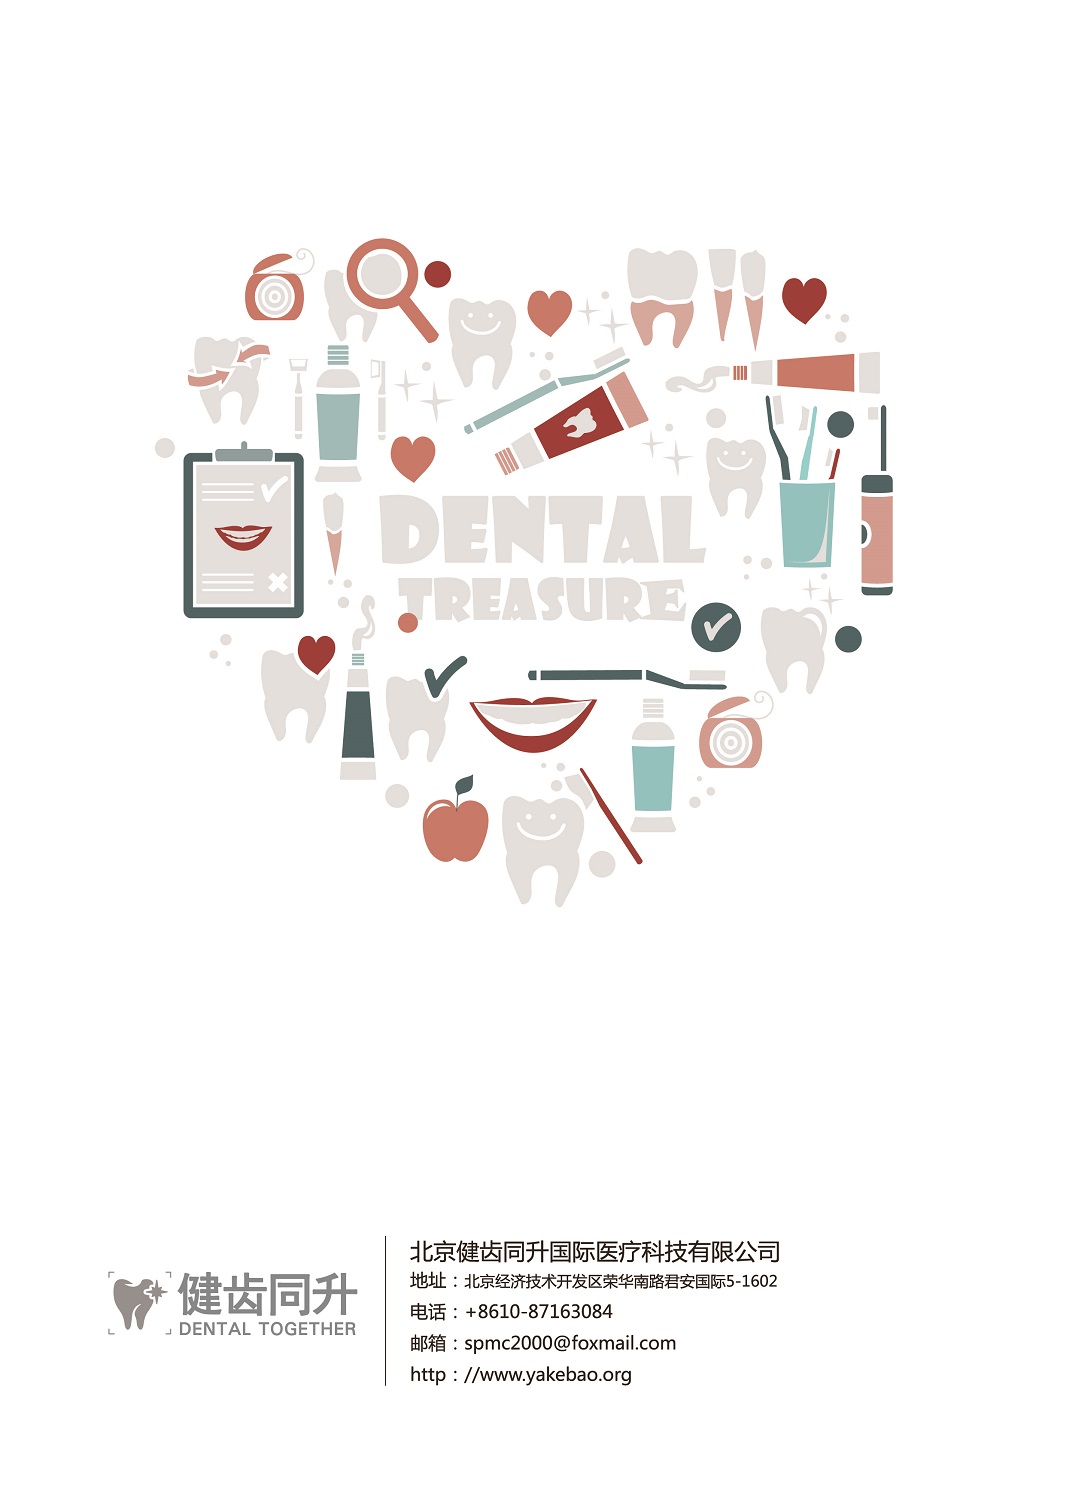 DENTAL
TREASURE
健齿同升
DENTAL TOGETHER
北京健齿同升国际医疗科技有限公司
地址：北京经济技术开发区荣华南路君安国际5-1602
电话：+8610-87163084
邮箱：spmc2000@foxmail.com
http：//www.yakebao.org